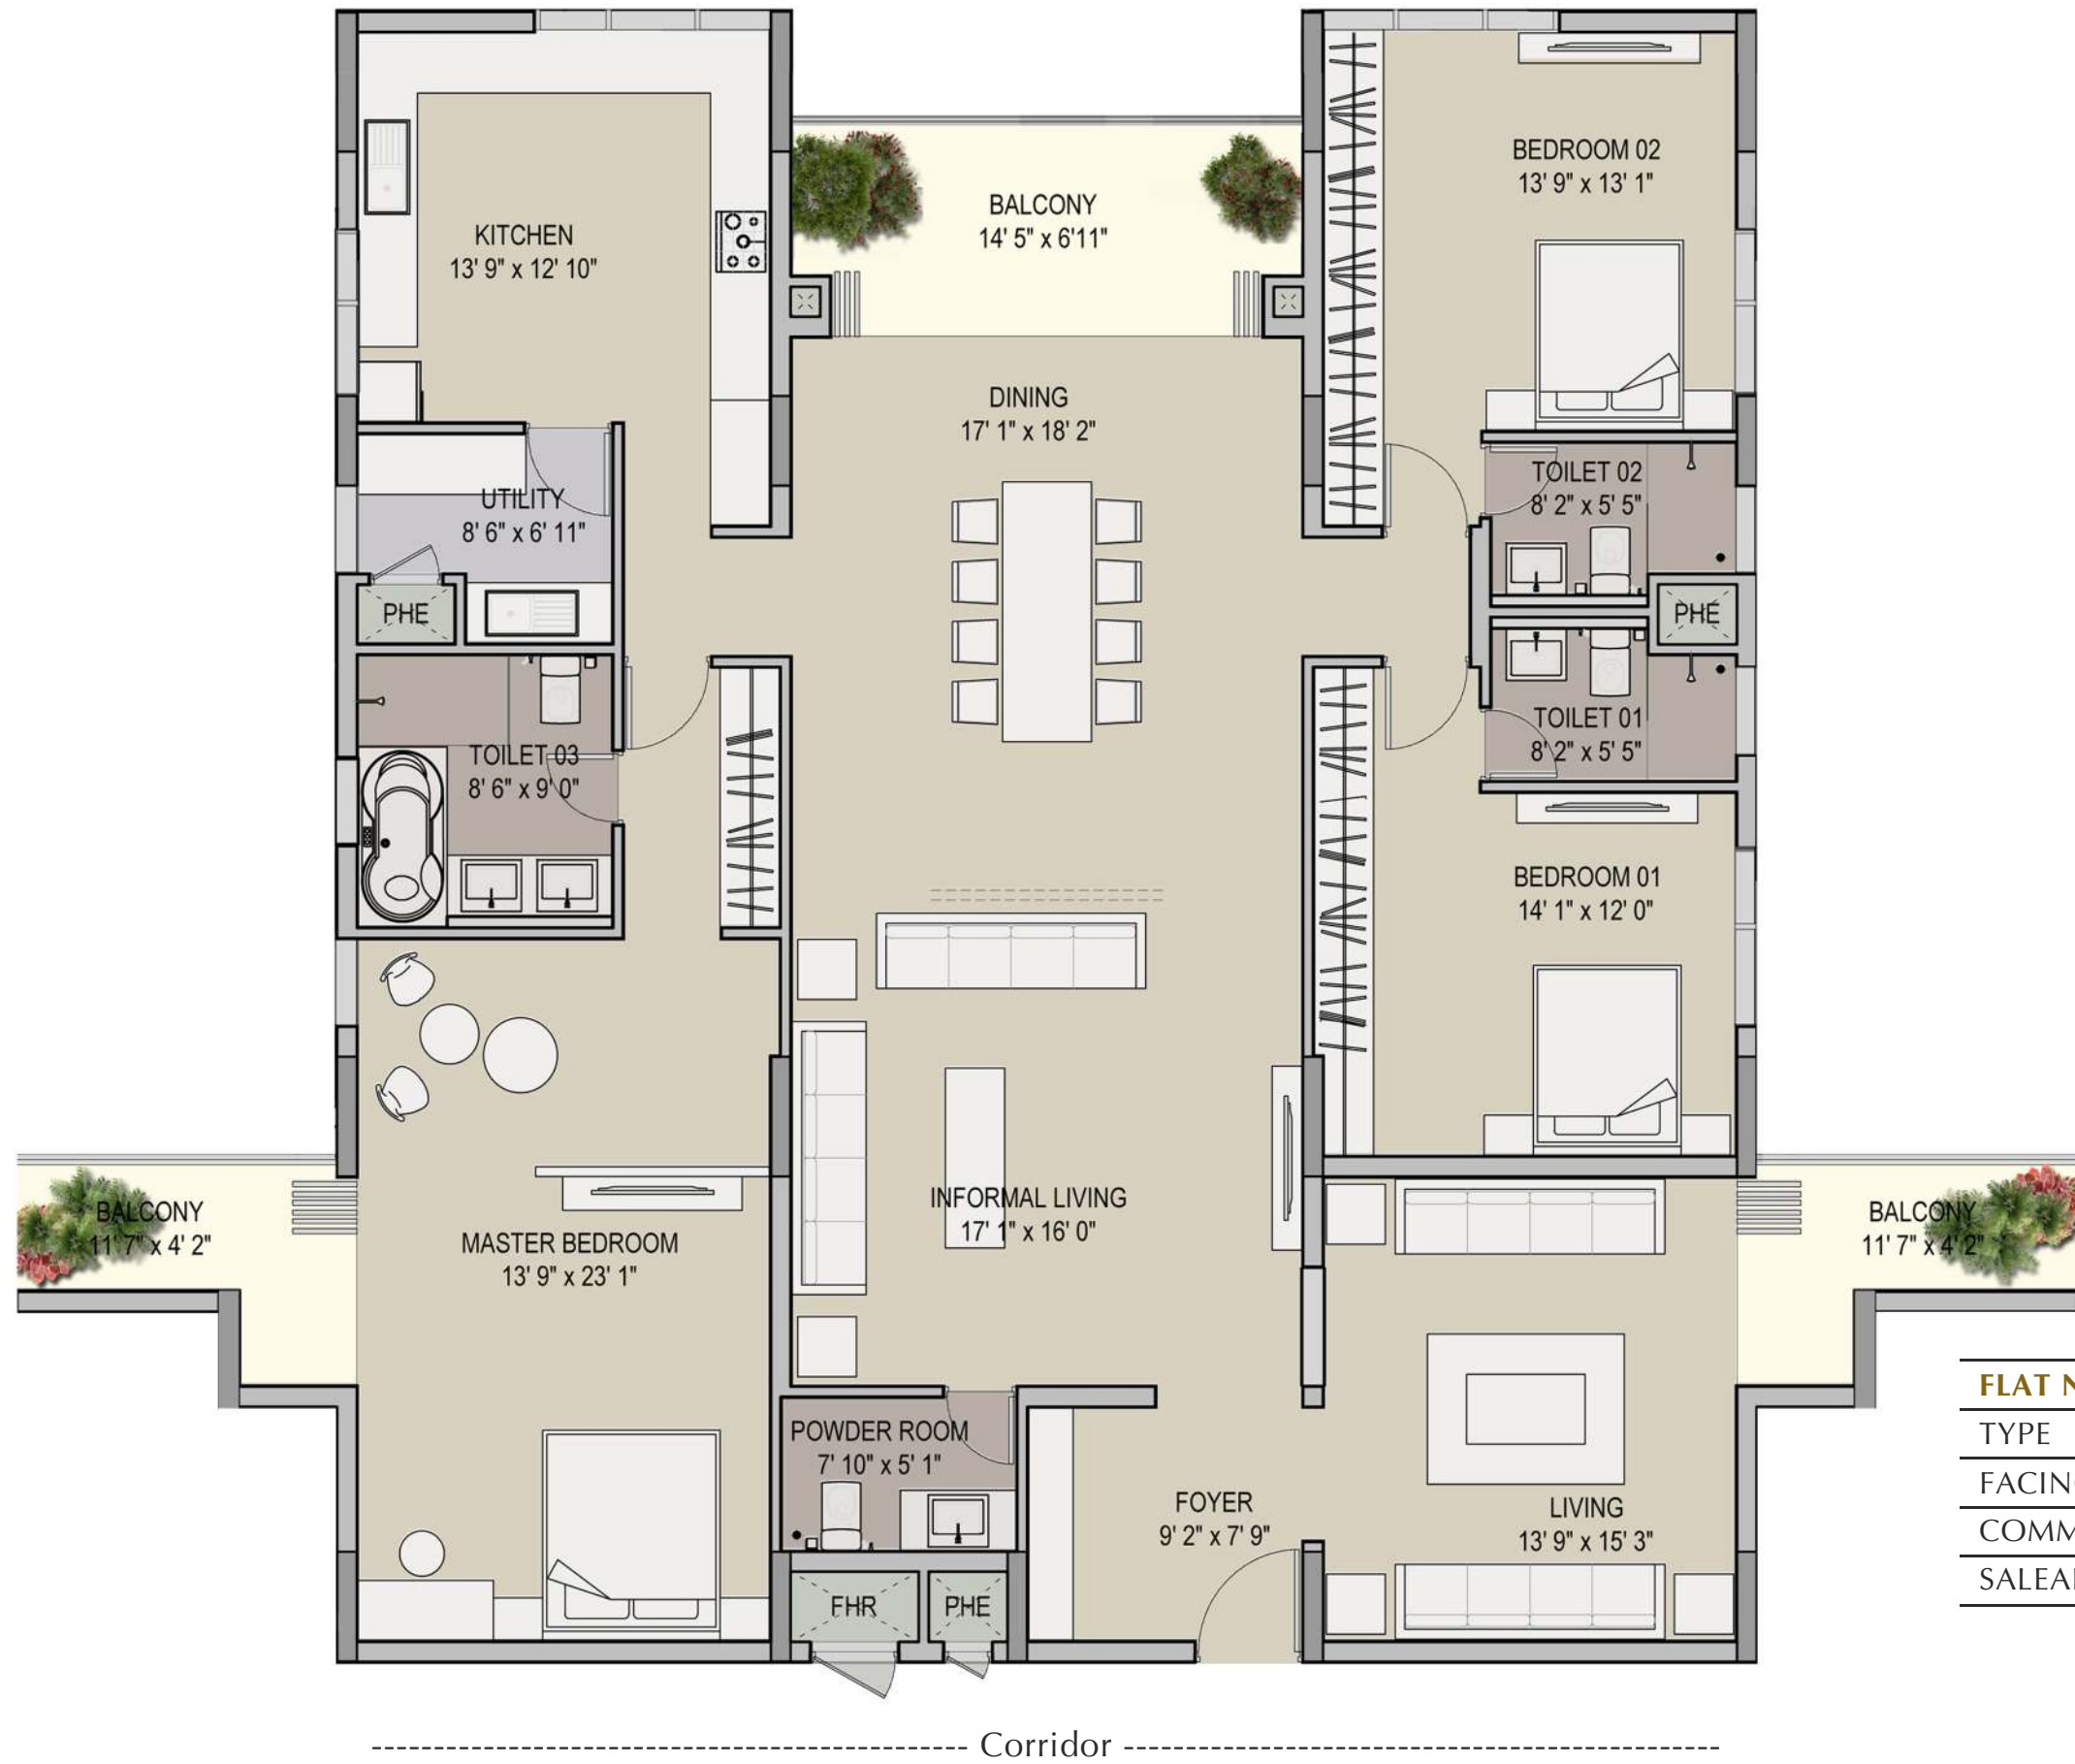 BEDROOM 02
13' 9" x 13' 1"
BALCONY
14' 5" x 6'11"
KITCHEN
13' 9" x 12' 10"
DINING
17' 1" x 18' 2"
TOILET 02
8' 2" x 5' 5"
UTILITY
8' 6" x 6' 11"
PHE
PHE
TOILET 01
8' 2" x 5' 5"
TOILET 03
8' 6" x 9' 0"
BEDROOM 01
14' 1" x 12' 0"
INFORMAL LIVING
17' 1" x 16' 0"
BALCONY
11' 7" x 4' 2"
BALCONY
11' 7" x 4' 2"
MASTER BEDROOM
13' 9" x 23' 1"
POWDER ROOM
7' 10" x 5' 1"
FOYER
9' 2" x 7' 9"
LIVING
13' 9" x 15' 3"
FHR
PHE
FLAT
TYPE
Corridor